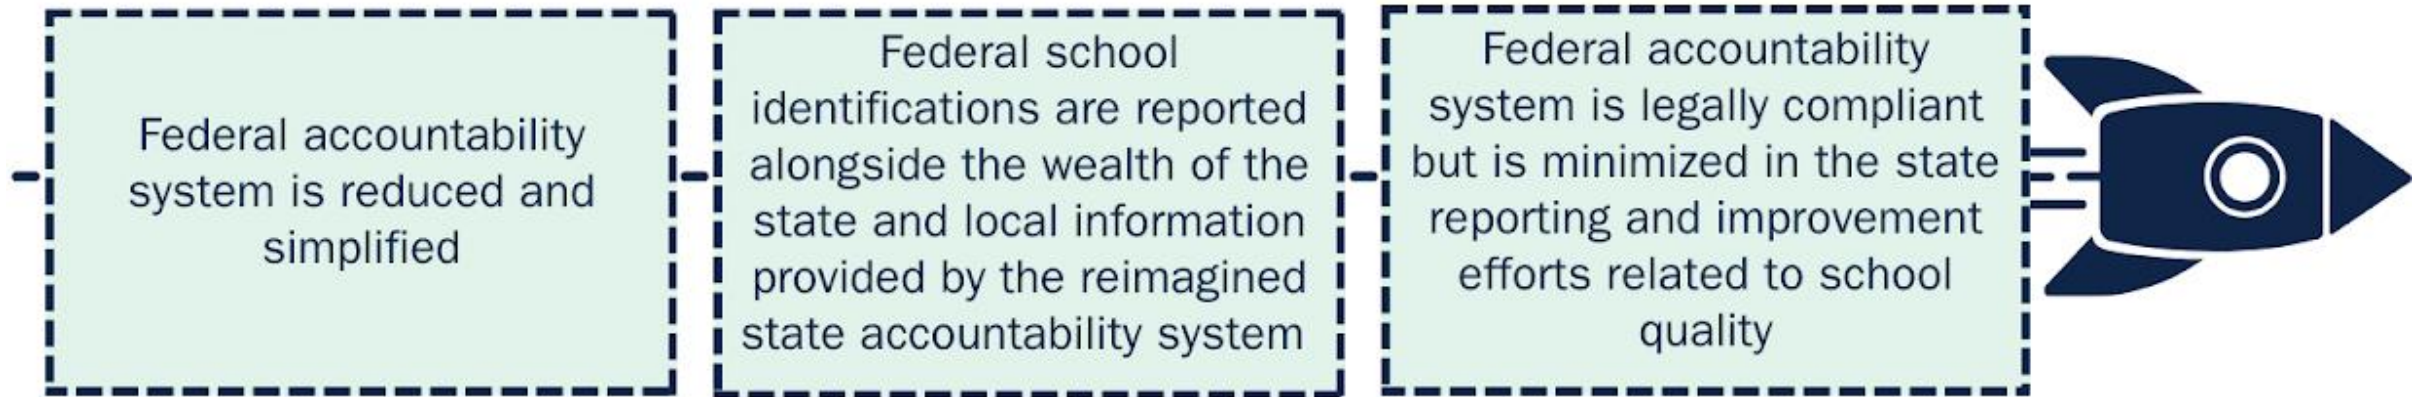 Federal accountability
system is reduced and
simplified
Federal school
identifications are reported
alongside the wealth of the
state and local information
provided by the reimagined
state accountability system
Federal accountability
system is legally compliant
but is minimized in the state
reporting and improvement
efforts related to school
quality